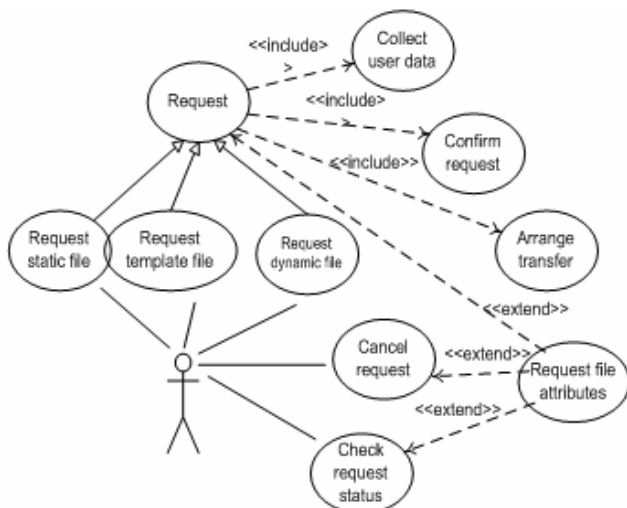 Collect
user data
<<include>
>
Request
<<include>
>
Confirm
request
<<include>>
Request
static file
Request
template file
Request
dynamic file
Arrange
transfer
<<extend>>
Cancel
request
<<extend>>
Request file
attributes
<<extend>>
Check
request
status